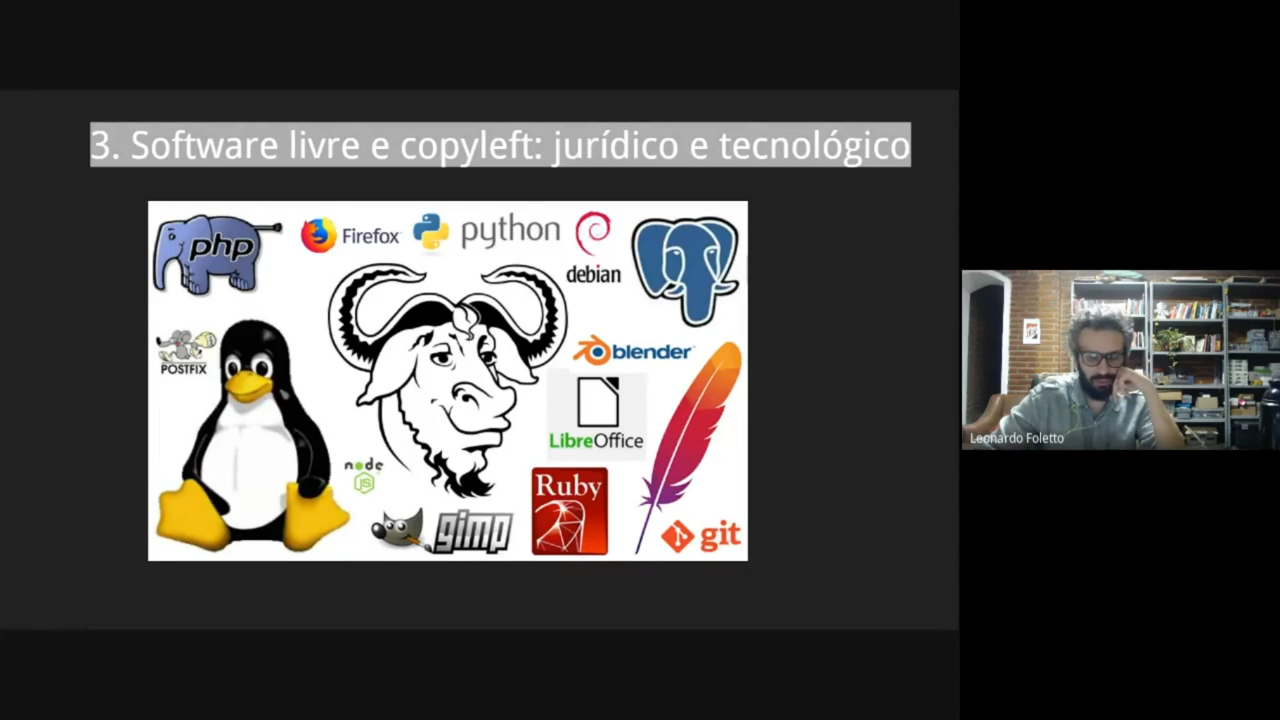 3. Software livre e copyleft: jurídico e tecnológico
php
Firefox
python
debian
POSTFIX
blender
LibreOffice
node
JS
Ruby
gimp
git
Leonardo Foletto